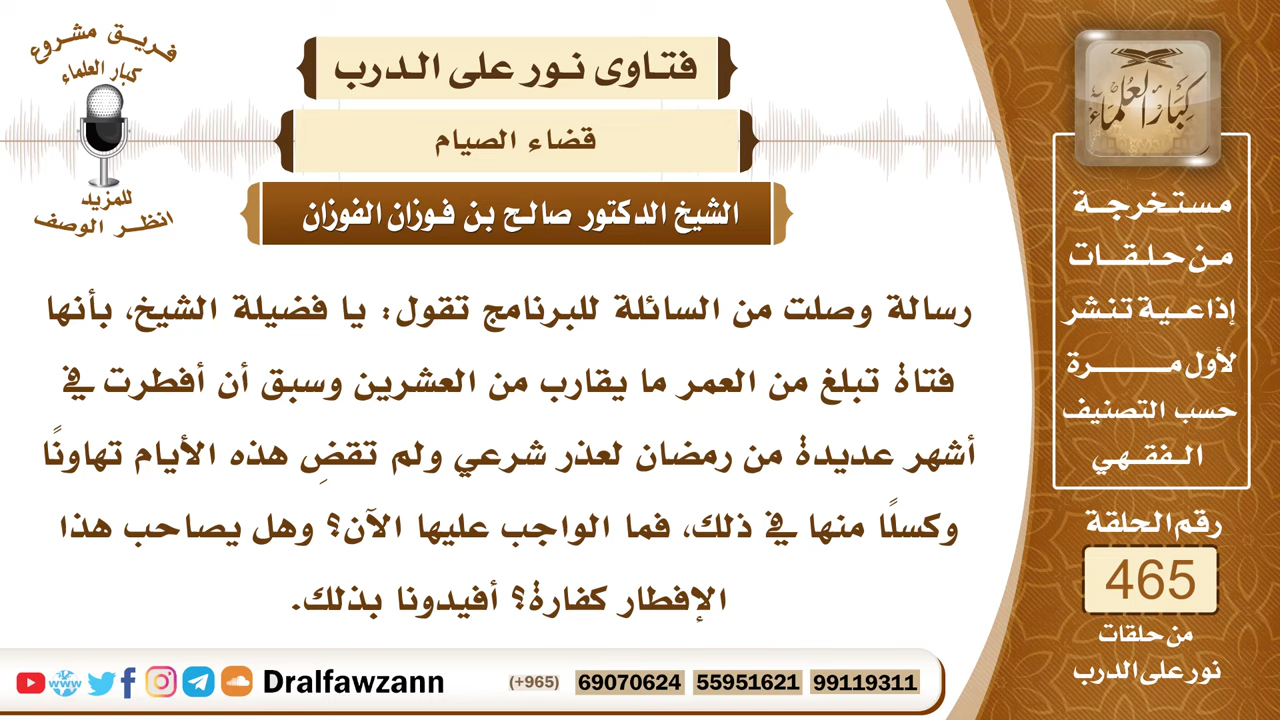 فريق مشروع
كبار العلماء
للمزيد
انظر الوصف
فتاوى نور على الدرب
قضاء الصيام
الشيخ الدكتور صالح بن فوزان الفوزان
رسالة وصلت من السائلة للبرنامج تقول: يا فضيلة الشيخ، بأنها
فتاة تبلغ من العمر ما يقارب من العشرين وسبق أن أفطرت في
أشهر عديدة من رمضان لعذر شرعي ولم تقضِ هذه الأيام تهاونًا
وكسلًا منها في ذلك، فما الواجب عليها الآن؟ وهل يصاحب هذا
الإفطار كفارة؟ أفيدونا بذلك.
كبار العلماء
مستخرجة
من حلقات
إذاعية تنشر
لأول مرة
حسب التصنيف
الفقهي
رقم الحلقة
465
من حلقات
نور على الدرب
www
Dralfawzann
(+965) 69070624 55951621 99119311